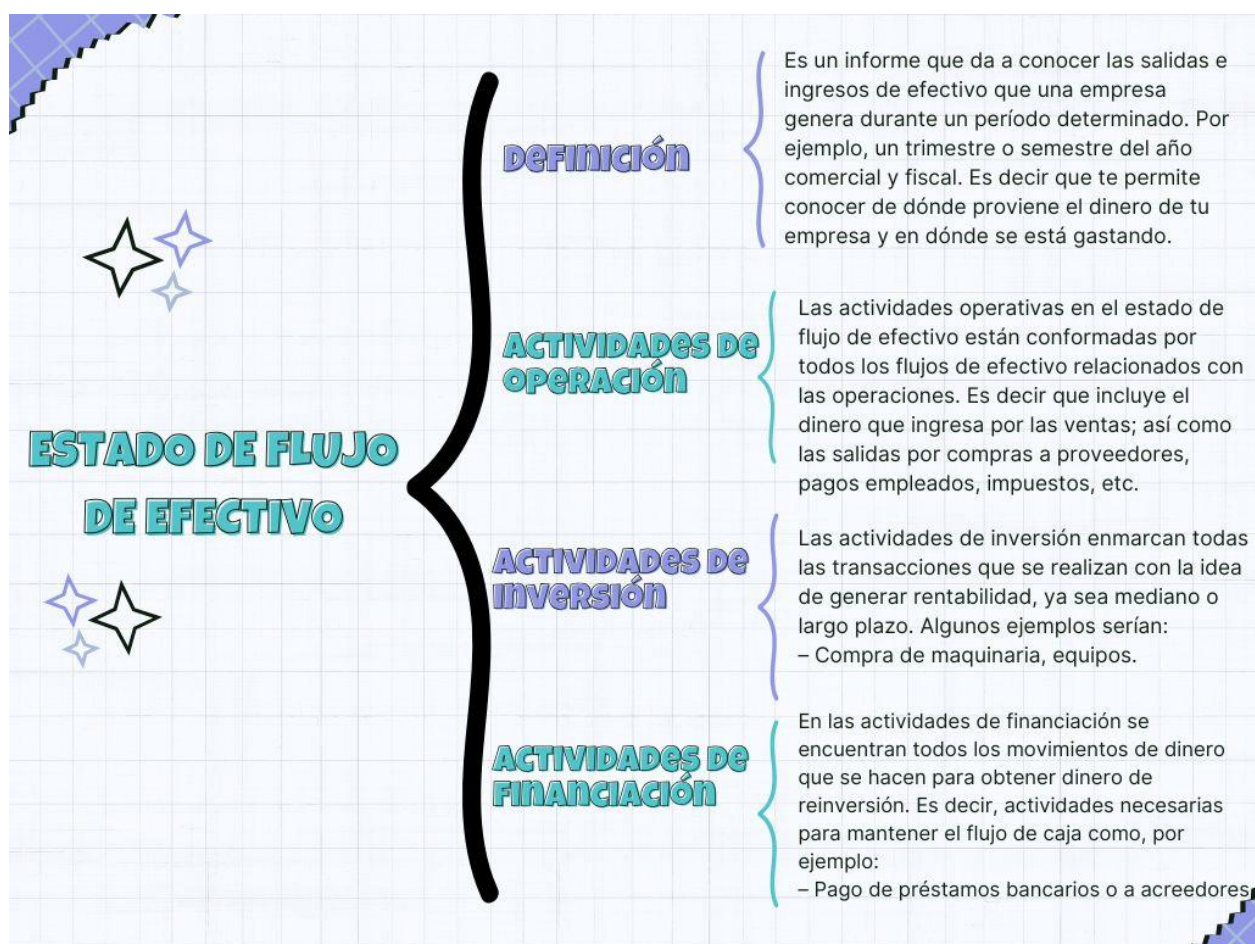 ESTADO DE FLUJO
DE EFECTIVO
DEFINICIÓN
Es un informe que da a conocer las salidas e
ingresos de efectivo que una empresa
genera durante un período determinado. Por
ejemplo, un trimestre o semestre del año
comercial y fiscal. Es decir que te permite
conocer de dónde proviene el dinero de tu
empresa y en dónde se está gastando.
ACTIVIDADES DE
OPERACIÓN
Las actividades operativas en el estado de
flujo de efectivo están conformadas por
todos los flujos de efectivo relacionados con
las operaciones. Es decir que incluye el
dinero que ingresa por las ventas; así como
las salidas por compras a proveedores,
pagos empleados, impuestos, etc.
ACTIVIDADES DE
INVERSIÓN
Las actividades de inversión enmarcan todas
las transacciones que se realizan con la idea
de generar rentabilidad, ya sea mediano o
largo plazo. Algunos ejemplos serían:
– Compra de maquinaria, equipos.
ACTIVIDADES DE
FINANCIACIÓN
En las actividades de financiación se
encuentran todos los movimientos de dinero
que se hacen para obtener dinero de
reinversión. Es decir, actividades necesarias
para mantener el flujo de caja como, por
ejemplo:
– Pago de préstamos bancarios o a acreedores